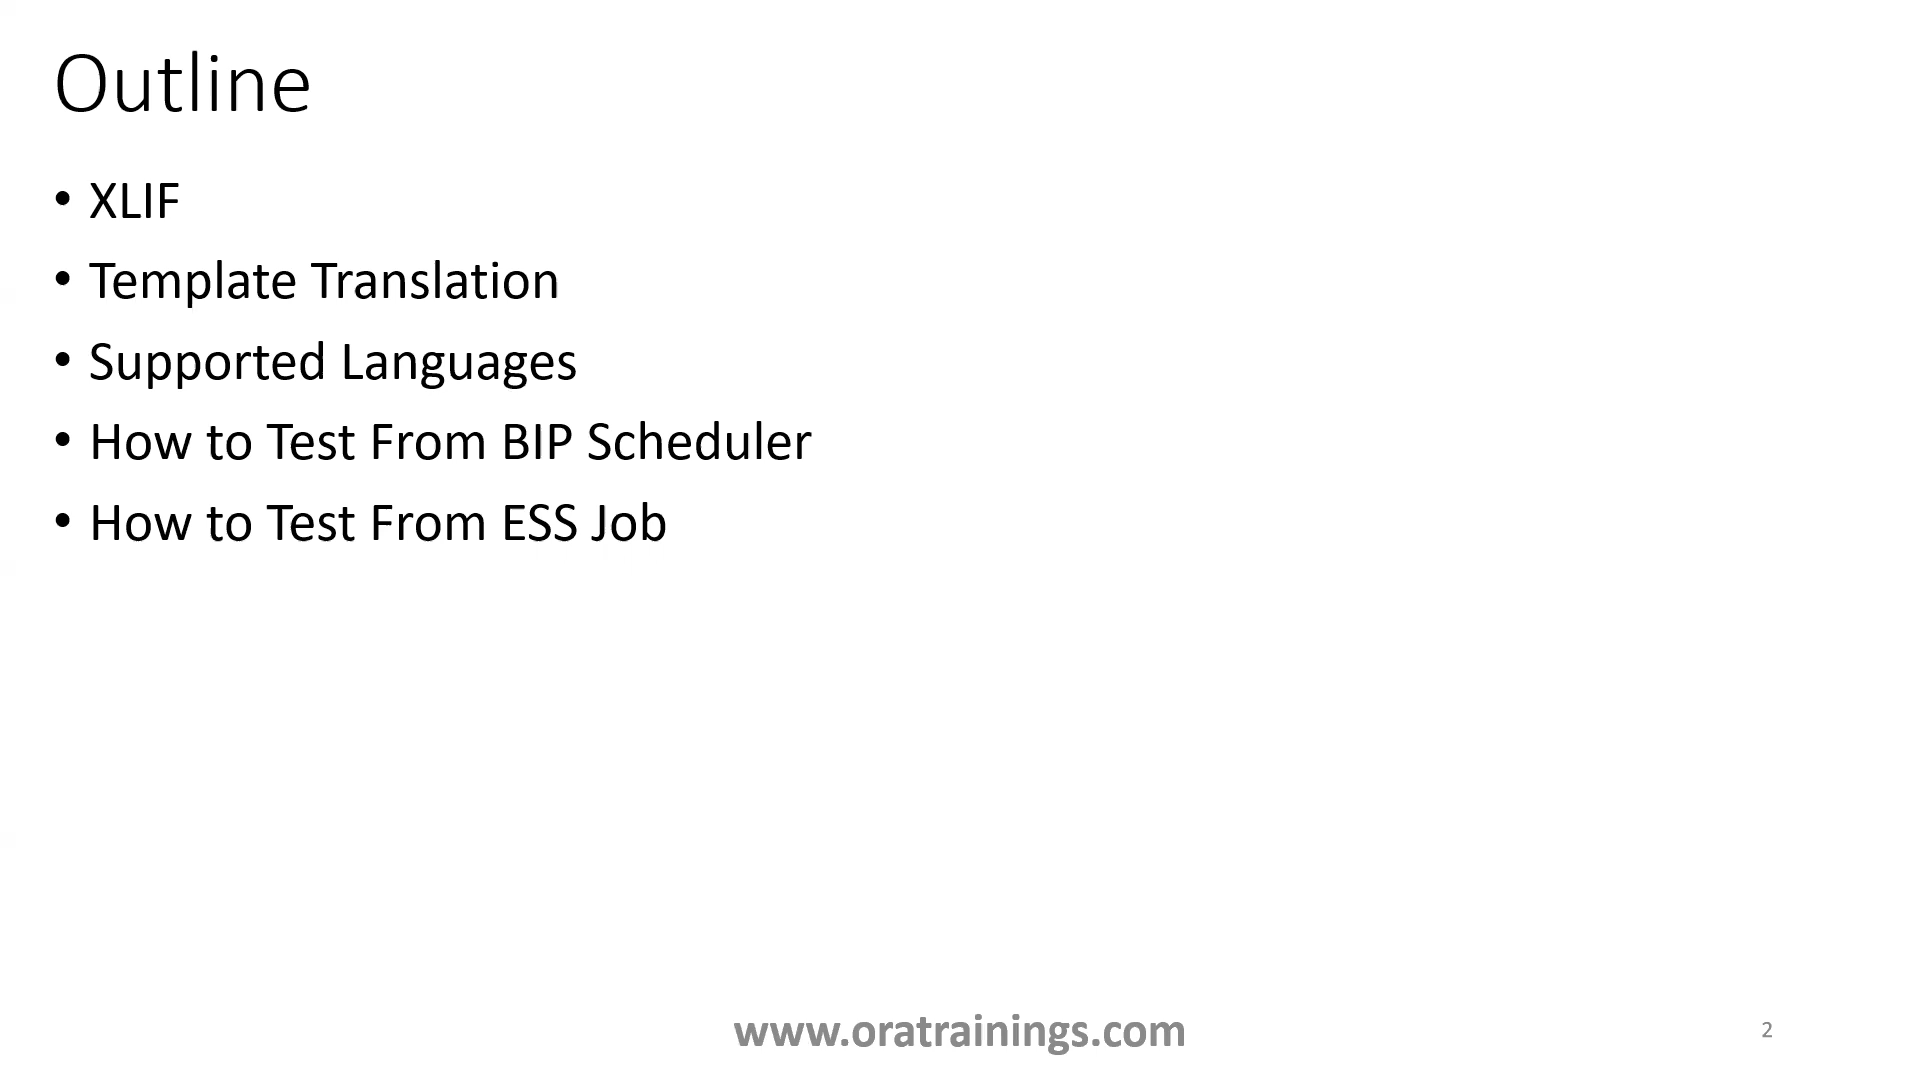 Outline
• XLIF
• Template Translation
• Supported Languages
• How to Test From BIP Scheduler
• How to Test From ESS Job
www.oratrainings.com
2